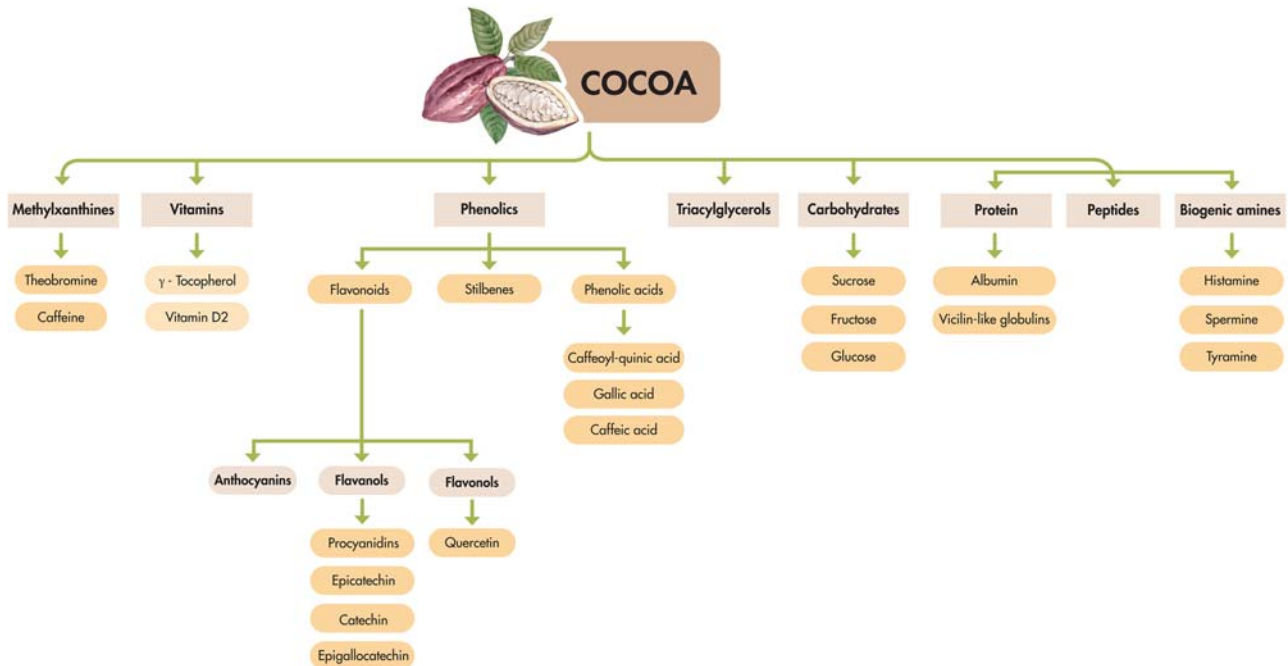 COCOA
Methylxanthines
Vitamins
Phenolics
Triacylglycerols
Carbohydrates
Protein
Peptides
Biogenic amines
Theobromine
Caffeine
γ - Tocopherol
Vitamin D2
Flavonoids
Stilbenes
Phenolic acids
Caffeoyl-quinic acid
Gallic acid
Caffeic acid
Sucrose
Fructose
Glucose
Albumin
Vicilin-like globulins
Histamine
Spermine
Tyramine
Anthocyanins
Flavanols
Flavonols
Procyanidins
Epicatechin
Catechin
Epigallocatechin
Quercetin